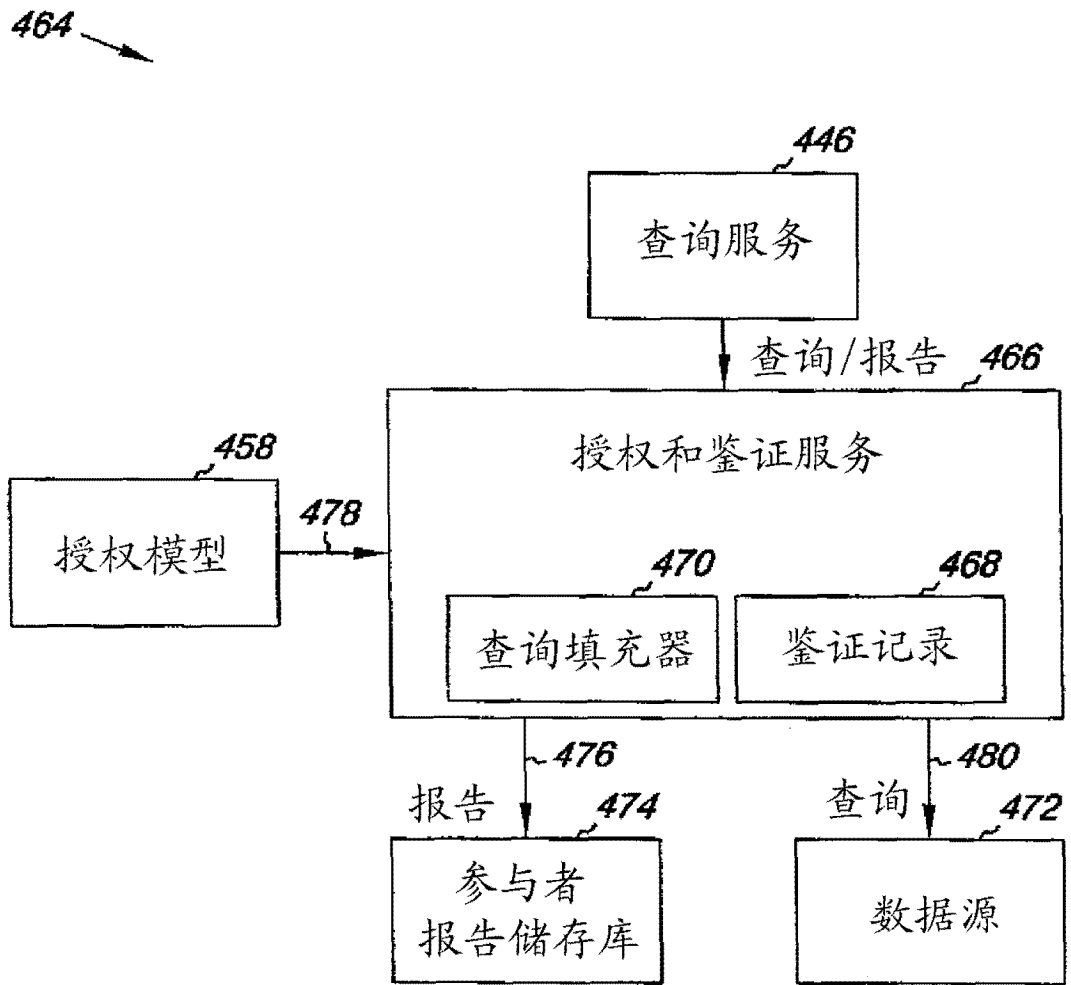 464
446
查询服务
查询/报告
466
授权和鉴证服务
458
授权模型
478
470
查询填充器
468
鉴证记录
476
报告
480
查询
474
参与者
报告储存库
472
数据源